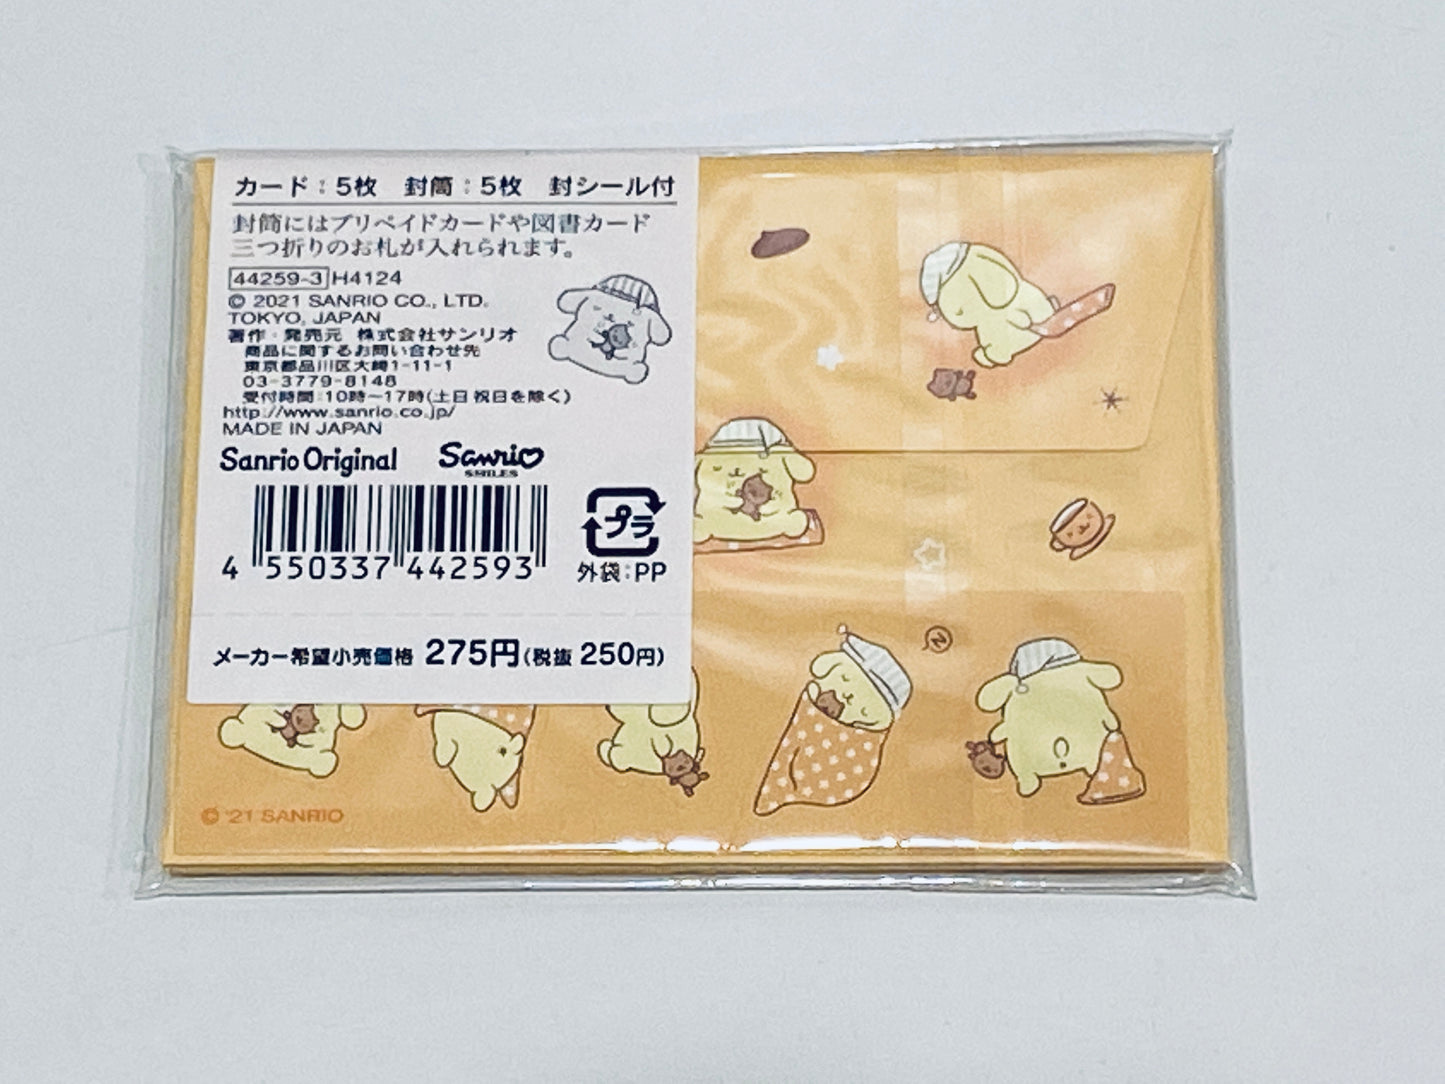 カード：5枚　封筒：5枚　封シール付
封筒にはプリペイドカードや図書カード
三つ折りのお札が入れられます。
44259-3 H4124
© 2021 SANRIO CO., LTD.
TOKYO, JAPAN
著作・発売元　株式会社サンリオ
商品に関するお問い合わせ先
東京都品川区大崎1-11-1
03-3779-8148
受付時間：10時〜17時(土日祝日を除く)
http://www.sanrio.co.jp/
MADE IN JAPAN
Sanrio Original Sanrio SMILES
4 550337 442593
プラ
外袋：PP
メーカー希望小売価格 275円(税抜 250円)
Z
© '21 SANRIO